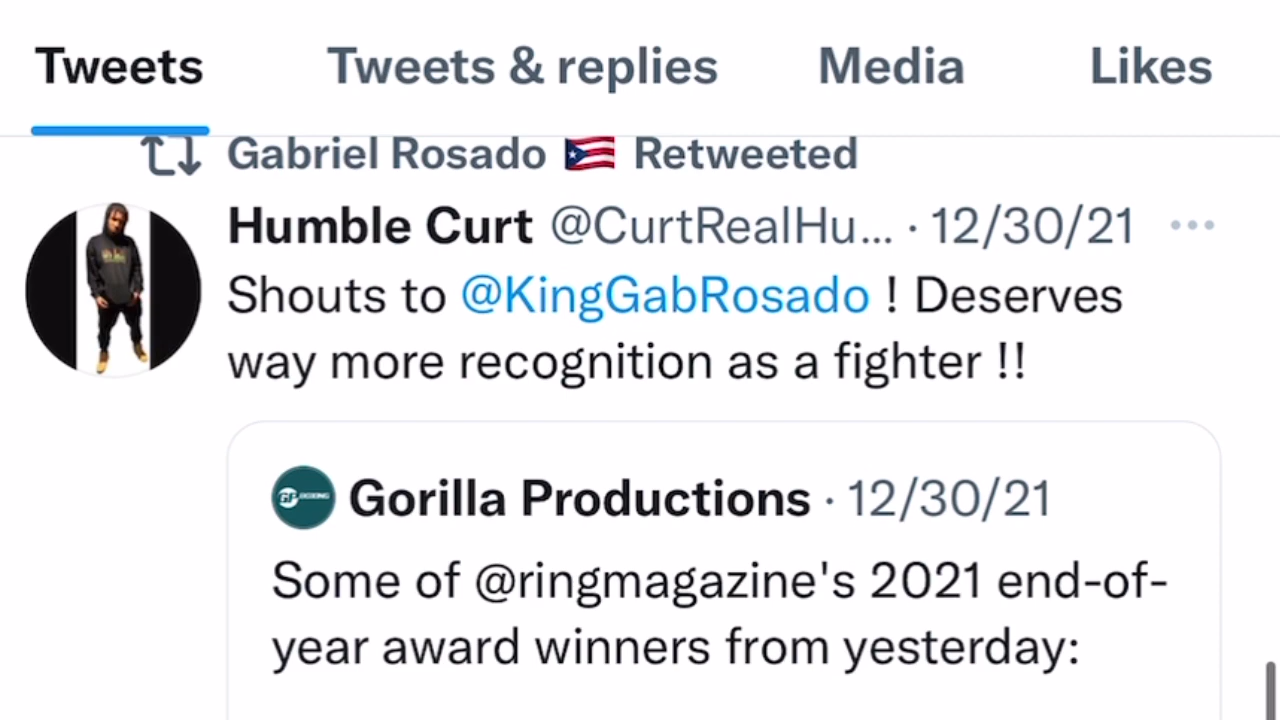 Tweets Tweets & replies Media Likes
Gabriel Rosado 🇵🇷 Retweeted
Humble Curt @CurtRealHu... · 12/30/21
Shouts to @KingGabRosado ! Deserves
way more recognition as a fighter !!
GP BOXING
Gorilla Productions · 12/30/21
Some of @ringmagazine's 2021 end-of-
year award winners from yesterday: